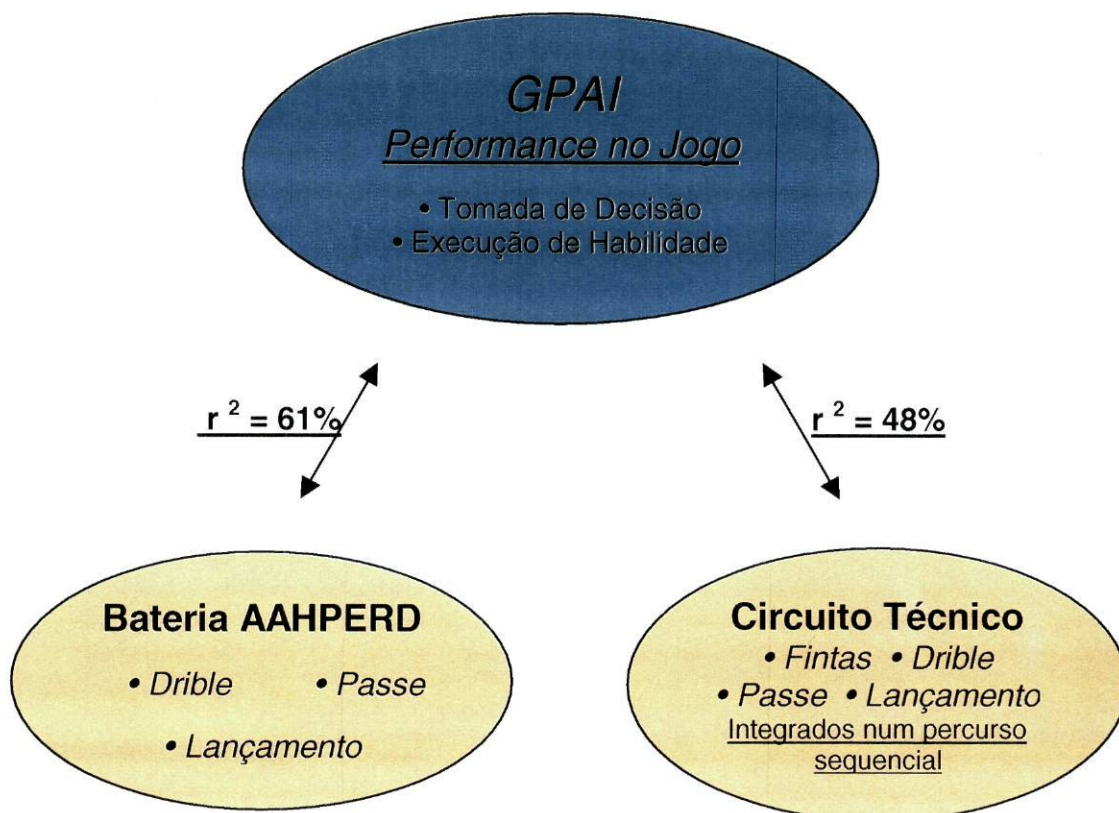 GPAI
Performance no Jogo
• Tomada de Decisão
• Execução de Habilidade
r ² = 61%
r ² = 48%
Bateria AAHPERD
• Drible • Passe
• Lançamento
Circuito Técnico
• Fintas • Drible
• Passe • Lançamento
Integrados num percurso
sequencial